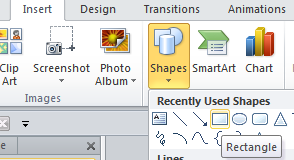 Insert Design Transitions Animations
Clip Art Screenshot Photo Album Shapes SmartArt Chart
Images
Recently Used Shapes
Rectangle
Lines